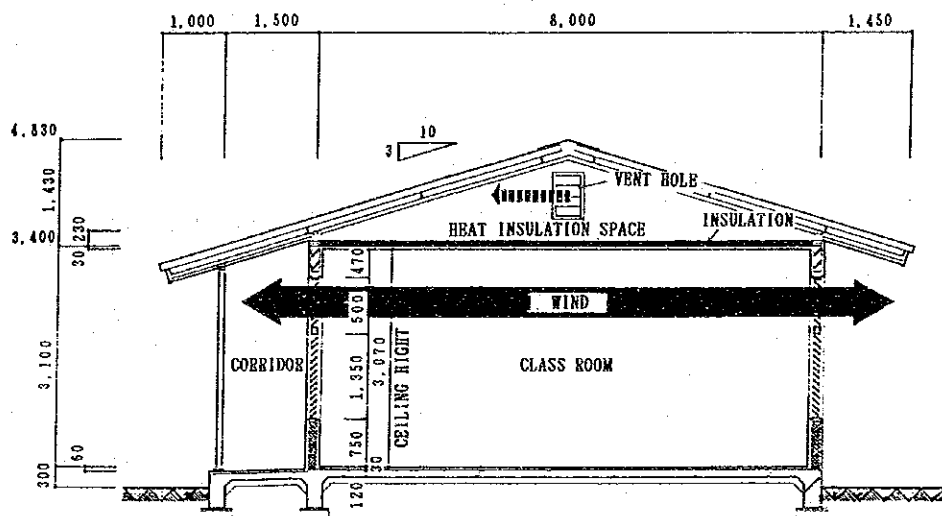 1,000 1,500 8,000 1,450
4,830
10
3
VENT HOLE
1,430
230
INSULATION
HEAT INSULATION SPACE
3,400
30
470
WIND
500
CORRIDOR
3,070
CLASS ROOM
3,100
1,350
CEILING HIGHT
750
60
30
300
120